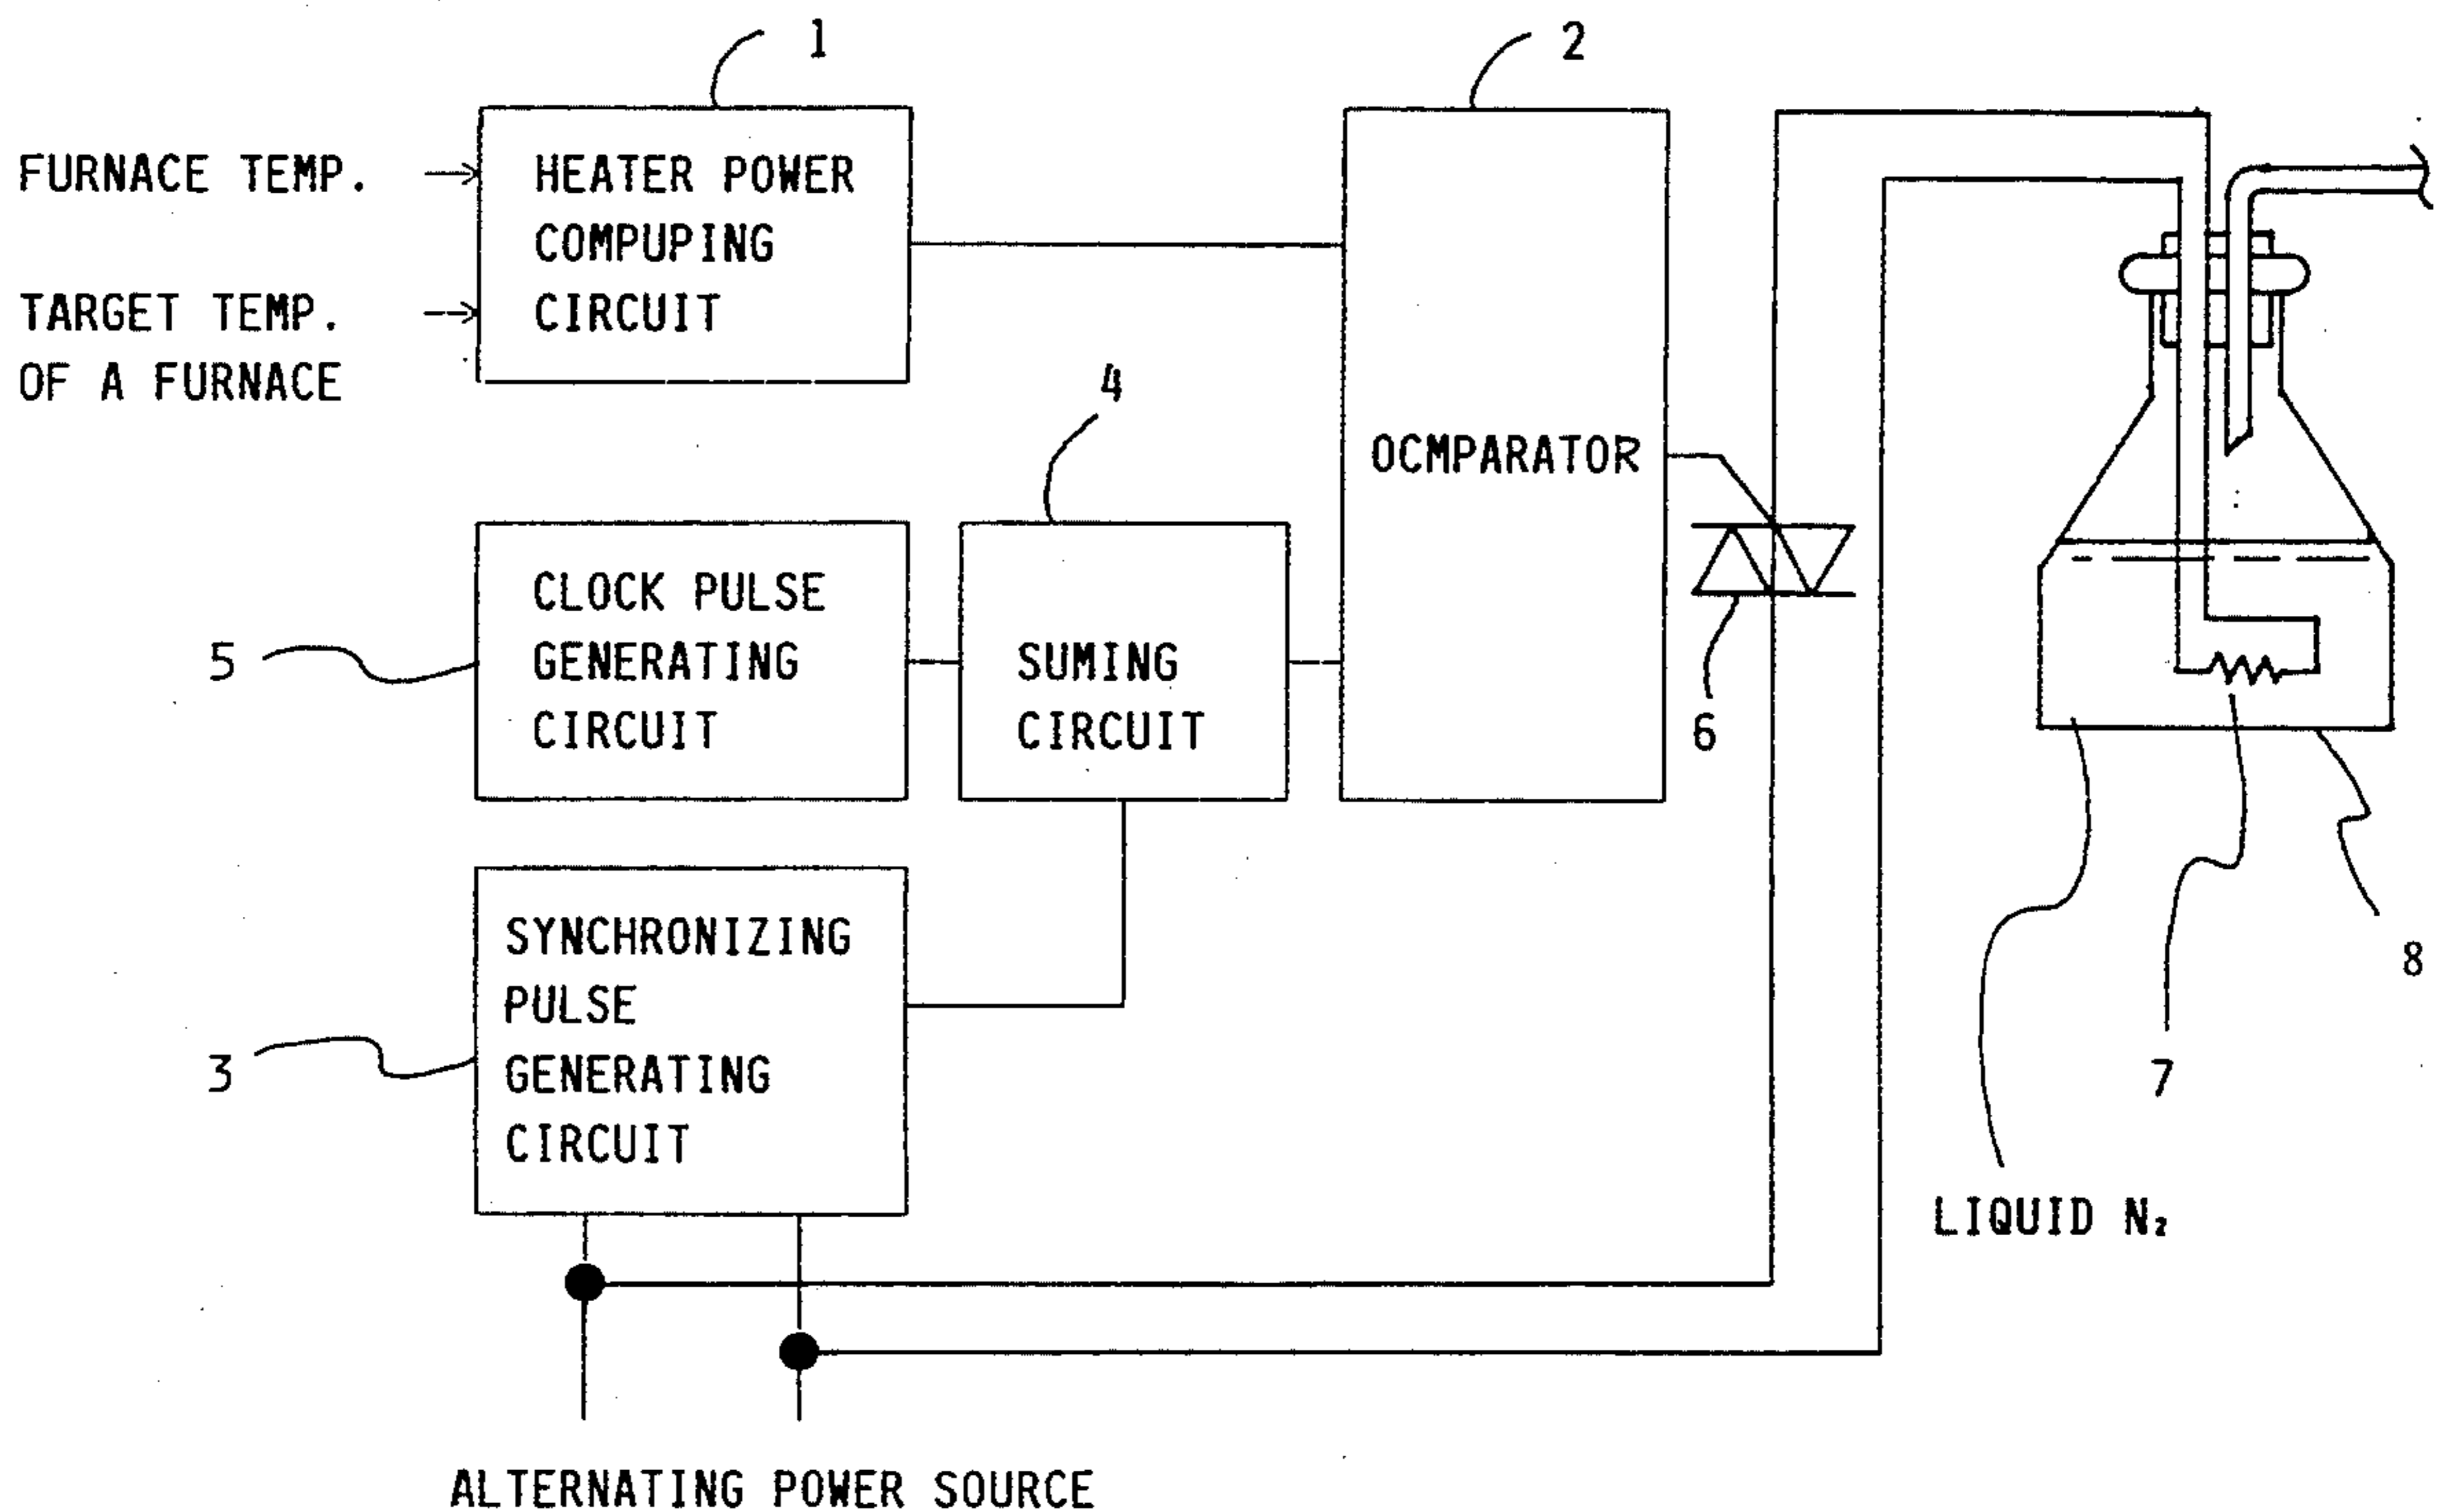 1
2
FURNACE TEMP.
TARGET TEMP.
OF A FURNACE
HEATER POWER
COMPUPING
CIRCUIT
4
OCMPARATOR
5
CLOCK PULSE
GENERATING
CIRCUIT
SUMING
CIRCUIT
6
3
SYNCHRONIZING
PULSE
GENERATING
CIRCUIT
8
7
LIQUID N₂
ALTERNATING POWER SOURCE